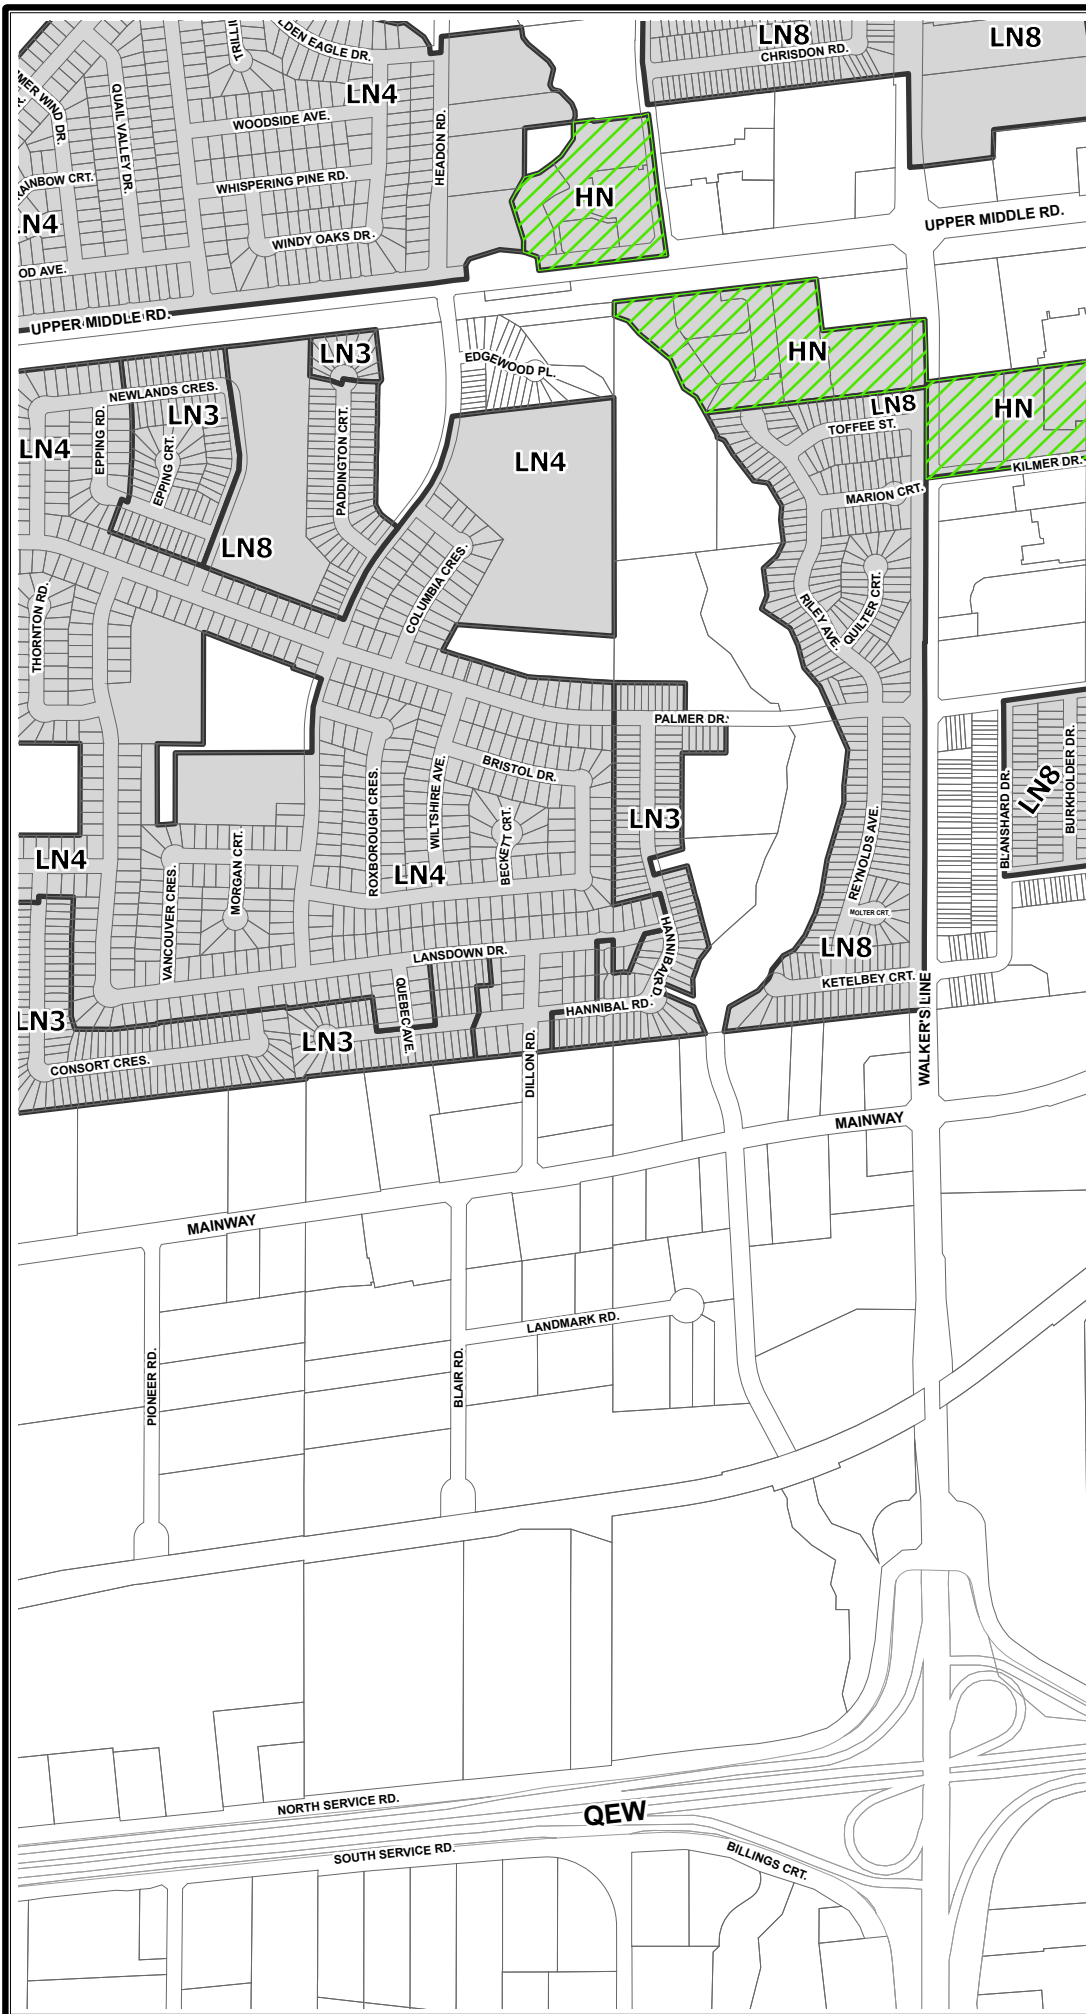 LDEN EAGLE DR.
LN8
LN8
CHRISDON RD.
LN4
QUAIL VALLEY DR.
WOODSIDE AVE.
HEADON RD.
WHISPERING PINE RD.
HN
LN4
WINDY OAKS DR.
UPPER MIDDLE RD.
OD AVE.
UPPER MIDDLE RD.
LN3
EDGEWOOD PL.
HN
NEWLANDS CRES.
LN3
LN8
HN
TOFFEE ST.
LN4
EPPING RD.
EPPING CRT.
PADDINGTON CRT.
LN4
KILMER DR.
MARION CRT.
LN8
COLUMBIA CRES.
THORNTON RD.
RILEY AVE.
QUILTER CRT.
PALMER DR.
BRISTOL DR.
ROXBOROUGH CRES.
WILTSHIRE AVE.
BECKETT CRT.
LN3
BLANSHARD DR.
LN8
BURKHOLDER DR.
LN4
VANCOUVER CRES.
MORGAN CRT.
LN4
REYNOLDS AVE.
MOLTER CRT.
LANSDOWN DR.
HANNIBAL RD.
LN8
KETELBEY CRT.
LN3
QUEBEC AVE.
HANNIBAL RD.
WALKER'S LINE
LN3
CONSORT CRES.
DILLON RD.
MAINWAY
MAINWAY
LANDMARK RD.
PIONEER RD.
BLAIR RD.
NORTH SERVICE RD.
QEW
SOUTH SERVICE RD.
BILLINGS CRT.